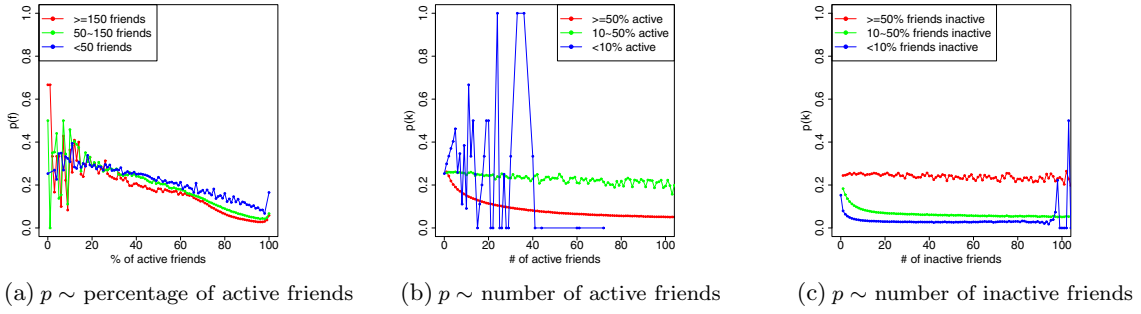 >=150 friends
50~150 friends
<50 friends
p(f)
0.0 0.2 0.4 0.6 0.8 1.0
0 20 40 60 80 100
% of active friends
(a) p ~ percentage of active friends
>=50% active
10~50% active
<10% active
p(k)
0.0 0.2 0.4 0.6 0.8 1.0
0 20 40 60 80 100
# of active friends
(b) p ~ number of active friends
>=50% friends inactive
10~50% friends inactive
<10% friends inactive
p(k)
0.0 0.2 0.4 0.6 0.8 1.0
0 20 40 60 80 100
# of inactive friends
(c) p ~ number of inactive friends